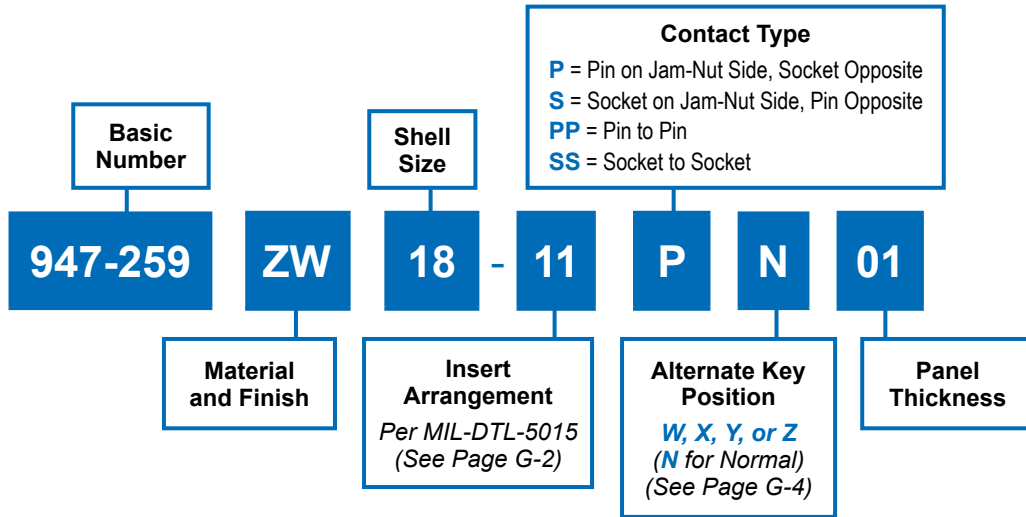 Contact Type
P = Pin on Jam-Nut Side, Socket Opposite
S = Socket on Jam-Nut Side, Pin Opposite
PP = Pin to Pin
SS = Socket to Socket
Basic
Number
Shell
Size
947-259 ZW 18 - 11 P N 01
Material
and Finish
Insert
Arrangement
Per MIL-DTL-5015
(See Page G-2)
Alternate Key
Position
W, X, Y, or Z
(N for Normal)
(See Page G-4)
Panel
Thickness